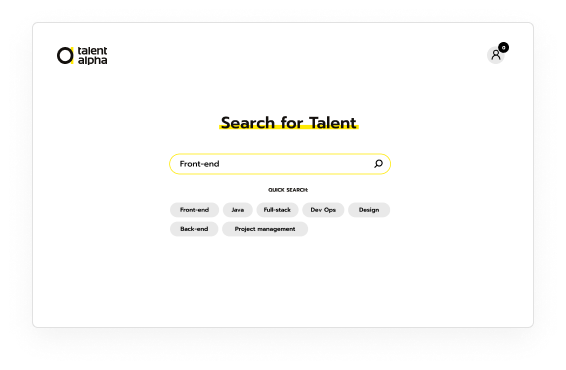 talent
alpha
0
Search for Talent
Front-end
QUICK SEARCH:
Front-end Java Full-stack Dev Ops Design
Back-end Project management